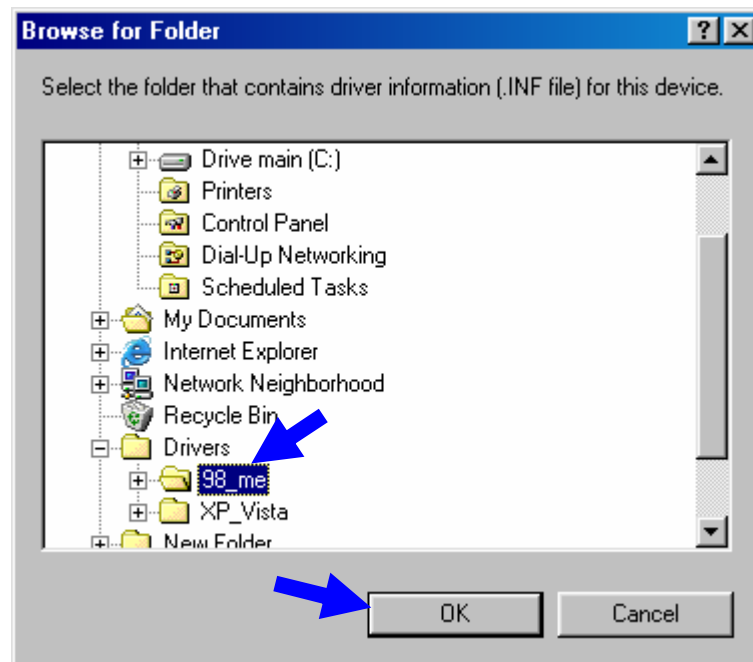 Browse for Folder
Select the folder that contains driver information (.INF file) for this device.
Drive main (C:)
Printers
Control Panel
Dial-Up Networking
Scheduled Tasks
My Documents
Internet Explorer
Network Neighborhood
Recycle Bin
Drivers
98_me
XP_Vista
New Folder
OK
Cancel